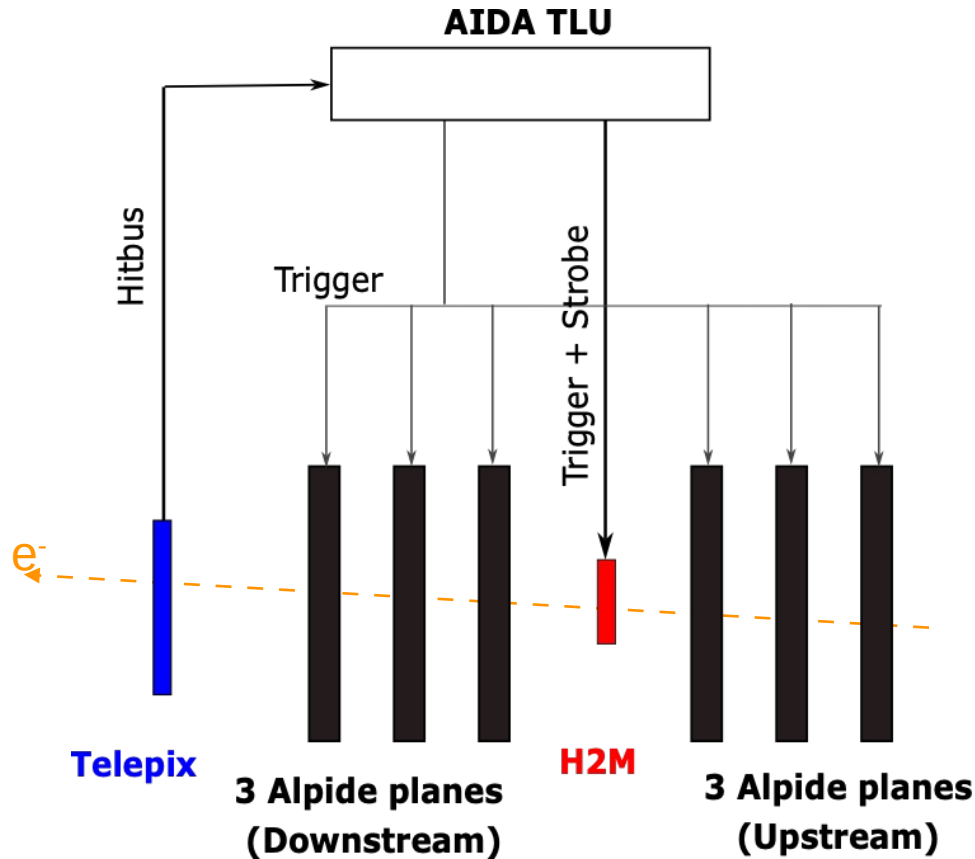 AIDA TLU
Hitbus
Trigger
Trigger + Strobe
e-
Telepix
H2M
3 Alpide planes
(Downstream)
3 Alpide planes
(Upstream)